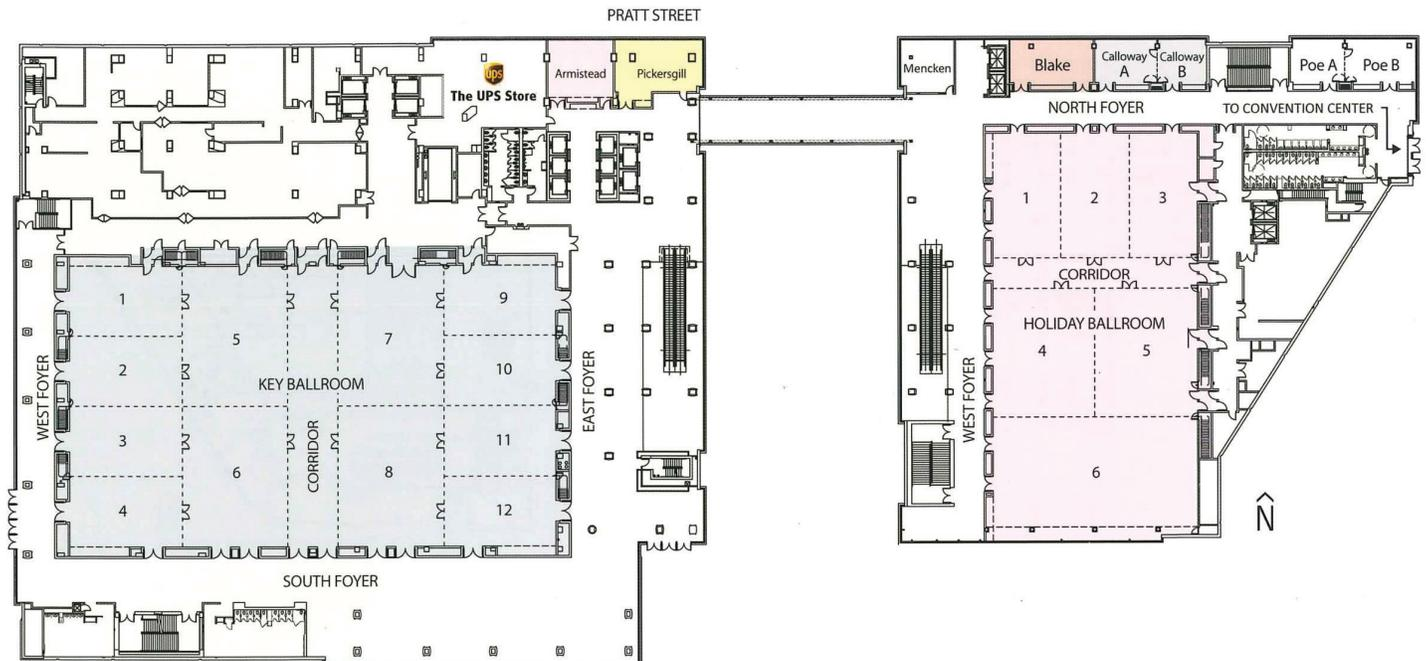 PRATT STREET
ups
The UPS Store
Armistead
Pickersgill
Mencken
Blake
Calloway
A
Calloway
B
Poe A
Poe B
NORTH FOYER
TO CONVENTION CENTER
1
2
3
CORRIDOR
HOLIDAY BALLROOM
4
5
6
WEST FOYER
N
1
2
3
4
5
6
7
8
9
10
11
12
KEY BALLROOM
CORRIDOR
WEST FOYER
EAST FOYER
SOUTH FOYER